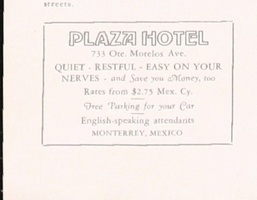 streets.
PLAZA HOTEL
733 Ote. Morelos Ave.
QUIET - RESTFUL - EASY ON YOUR
NERVES - and Save you Money, too
Rates from $2.75 Mex. Cy.
Free Parking for your Car
English-speaking attendants
MONTERREY, MEXICO